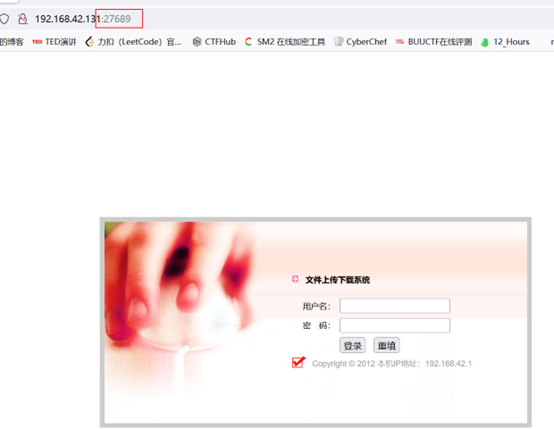 192.168.42.131:27689
的博客 TED TED演讲 力扣（LeetCode）官... CTFHub SM2 在线加密工具 CyberChef BUUCTF在线评测 12_Hours
文件上传下载系统
用户名：
密 码：
登录 重填
Copyright © 2012 本机IP地址：192.168.42.1